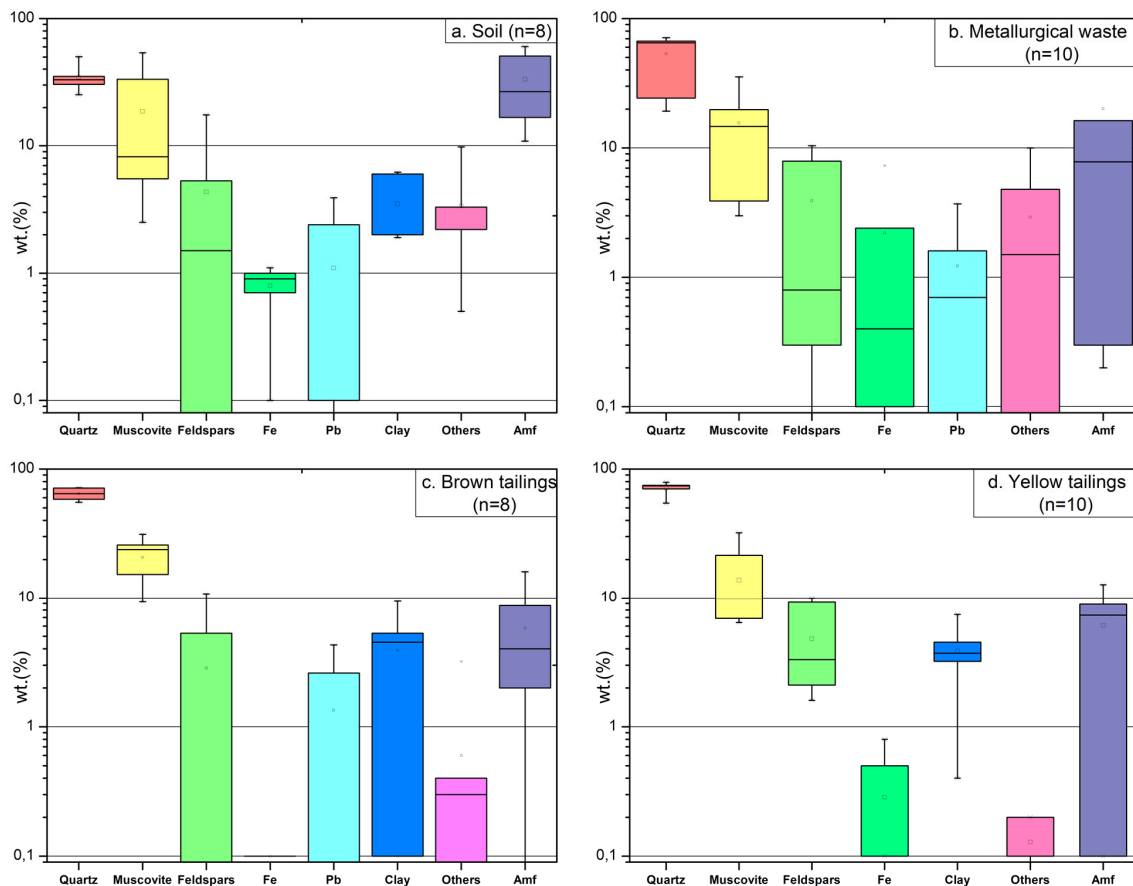 a. Soil (n=8)
wt.(%)
100
10
1
0,1
Quartz Muscovite Feldspars Fe Pb Clay Others Amf
b. Metallurgical waste
(n=10)
wt.(%)
100
10
1
0,1
Quartz Muscovite Feldspars Fe Pb Others Amf
c. Brown tailings
(n=8)
wt.(%)
100
10
1
0,1
Quartz Muscovite Feldspars Fe Pb Clay Others Amf
d. Yellow tailings
(n=10)
wt.(%)
100
10
1
0,1
Quartz Muscovite Feldspars Fe Clay Others Amf